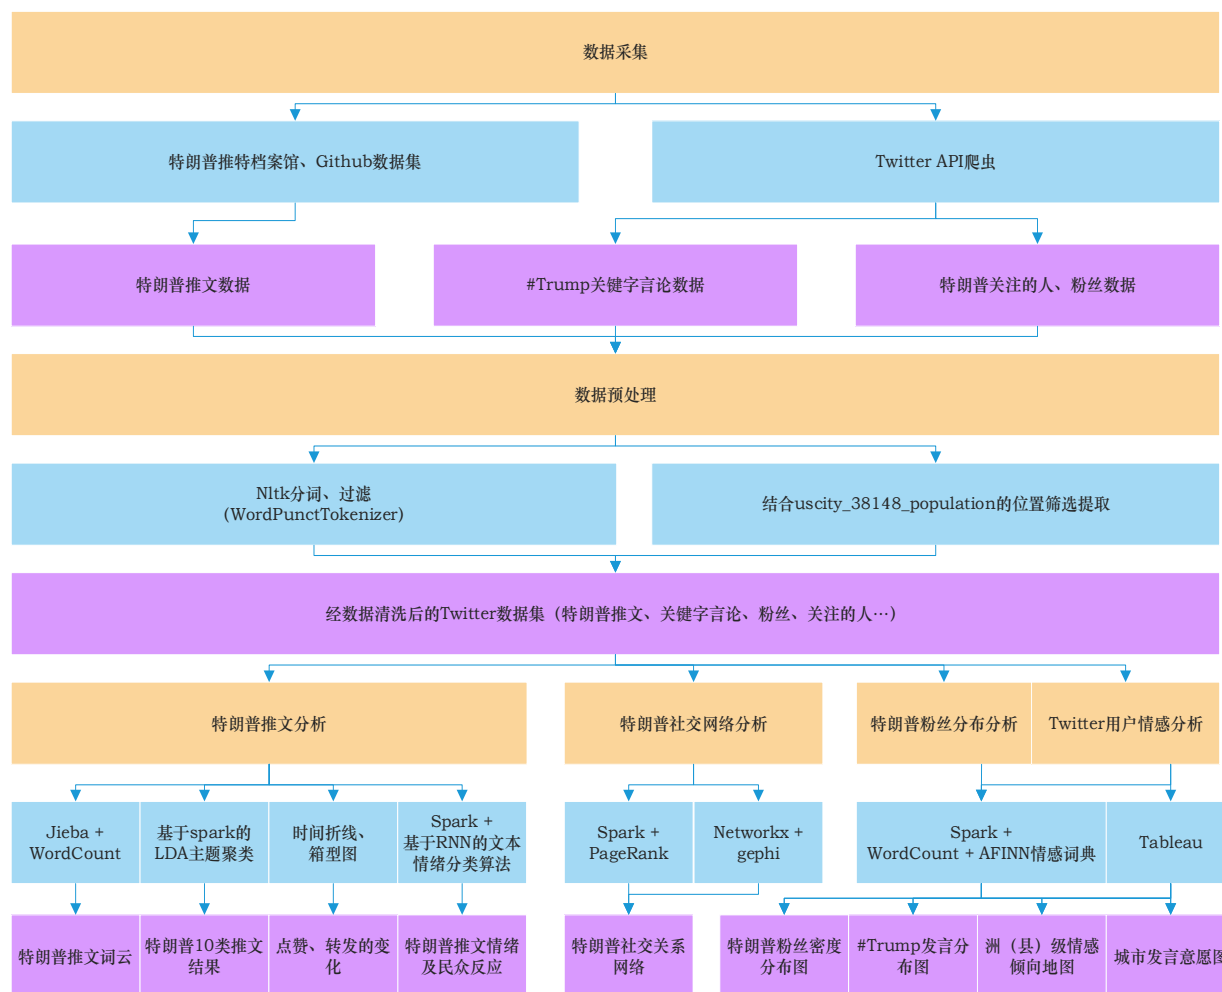 数据采集
特朗普推特档案馆、Github数据集
Twitter API爬虫
特朗普推文数据
#Trump关键字言论数据
特朗普关注的人、粉丝数据
数据预处理
Nltk分词、过滤
(WordPunctTokenizer)
结合uscity_38148_population的位置筛选提取
经数据清洗后的Twitter数据集（特朗普推文、关键字言论、粉丝、关注的人…）
特朗普推文分析
特朗普社交网络分析
特朗普粉丝分布分析
Twitter用户情感分析
Jieba +
WordCount
基于spark的
LDA主题聚类
时间折线、
箱型图
Spark +
基于RNN的文本
情绪分类算法
Spark +
PageRank
Networkx +
gephi
Spark +
WordCount + AFINN情感词典
Tableau
特朗普推文词云
特朗普10类推文
结果
点赞、转发的变
化
特朗普推文情绪
及民众反应
特朗普社交关系
网络
特朗普粉丝密度
分布图
#Trump发言分
布图
洲（县）级情感
倾向地图
城市发言意愿图